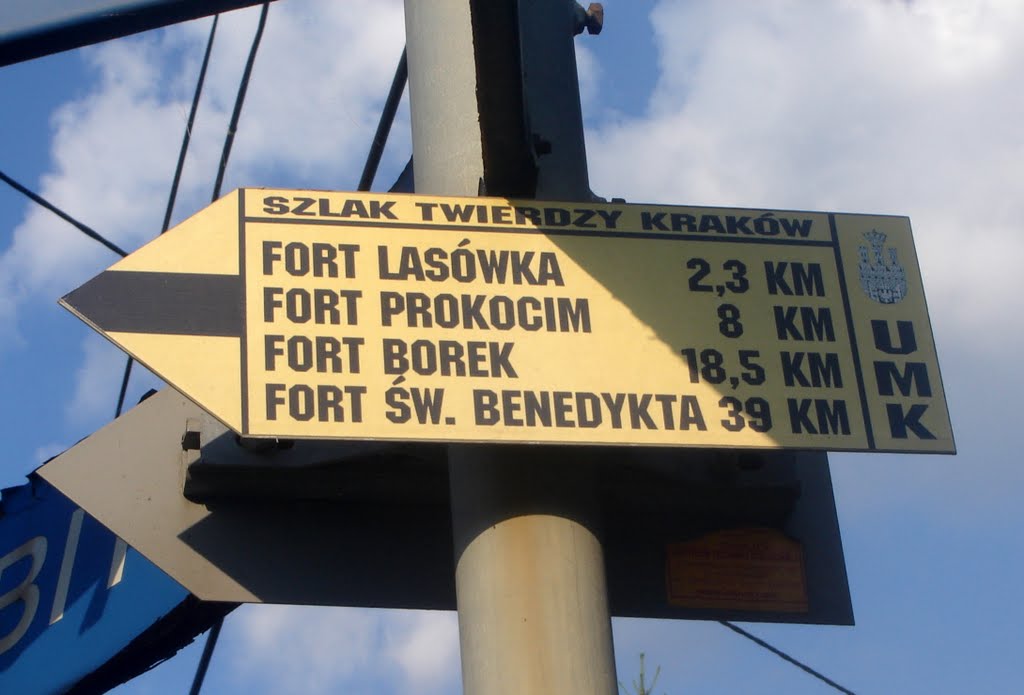 SZLAK TWIERDZY KRAKÓW
FORT LASÓWKA 2,3 KM
FORT PROKOCIM 8 KM
FORT BOREK 18,5 KM
FORT ŚW. BENEDYKTA 39 KM
UMK